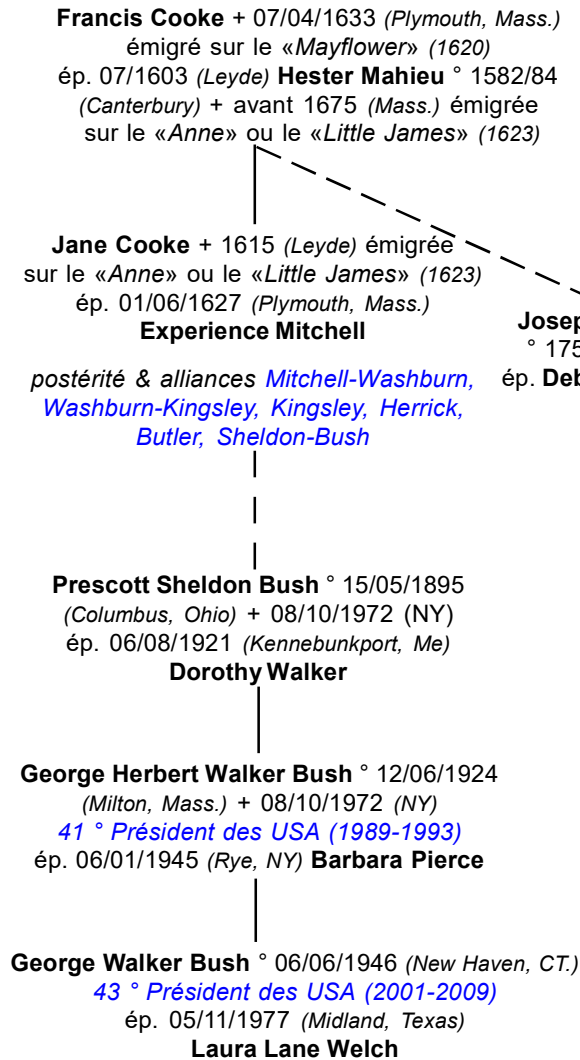 Francis Cooke + 07/04/1633 (Plymouth, Mass.)
émigré sur le «Mayflower» (1620)
ép. 07/1603 (Leyde) Hester Mahieu ° 1582/84
(Canterbury) + avant 1675 (Mass.) émigrée
sur le «Anne» ou le «Little James» (1623)
Jane Cooke + 1615 (Leyde) émigrée
sur le «Anne» ou le «Little James» (1623)
ép. 01/06/1627 (Plymouth, Mass.)
Experience Mitchell
postérité & alliances Mitchell-Washburn,
Washburn-Kingsley, Kingsley, Herrick,
Butler, Sheldon-Bush
Josep
° 175
ép. Deb
Prescott Sheldon Bush ° 15/05/1895
(Columbus, Ohio) + 08/10/1972 (NY)
ép. 06/08/1921 (Kennebunkport, Me)
Dorothy Walker
George Herbert Walker Bush ° 12/06/1924
(Milton, Mass.) + 08/10/1972 (NY)
41 ° Président des USA (1989-1993)
ép. 06/01/1945 (Rye, NY) Barbara Pierce
George Walker Bush ° 06/06/1946 (New Haven, CT.)
43 ° Président des USA (2001-2009)
ép. 05/11/1977 (Midland, Texas)
Laura Lane Welch